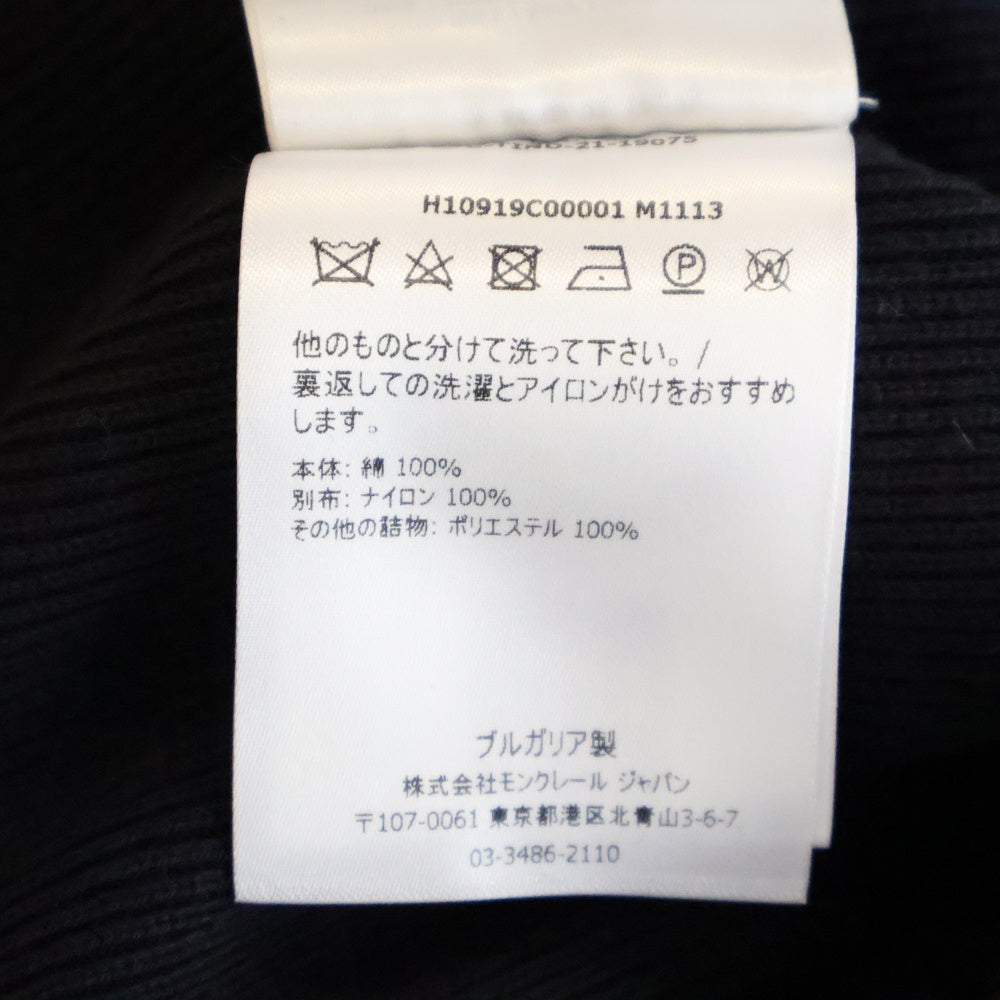 IND-21-19075
H10919C00001 M1113
P W
他のものと分けて洗って下さい。/
裏返しての洗濯とアイロンがけをおすすめ
します。
本体: 綿 100%
別布: ナイロン 100%
その他の詰物: ポリエステル 100%
ブルガリア製
株式会社モンクレール ジャパン
〒107-0061 東京都港区北青山3-6-7
03-3486-2110